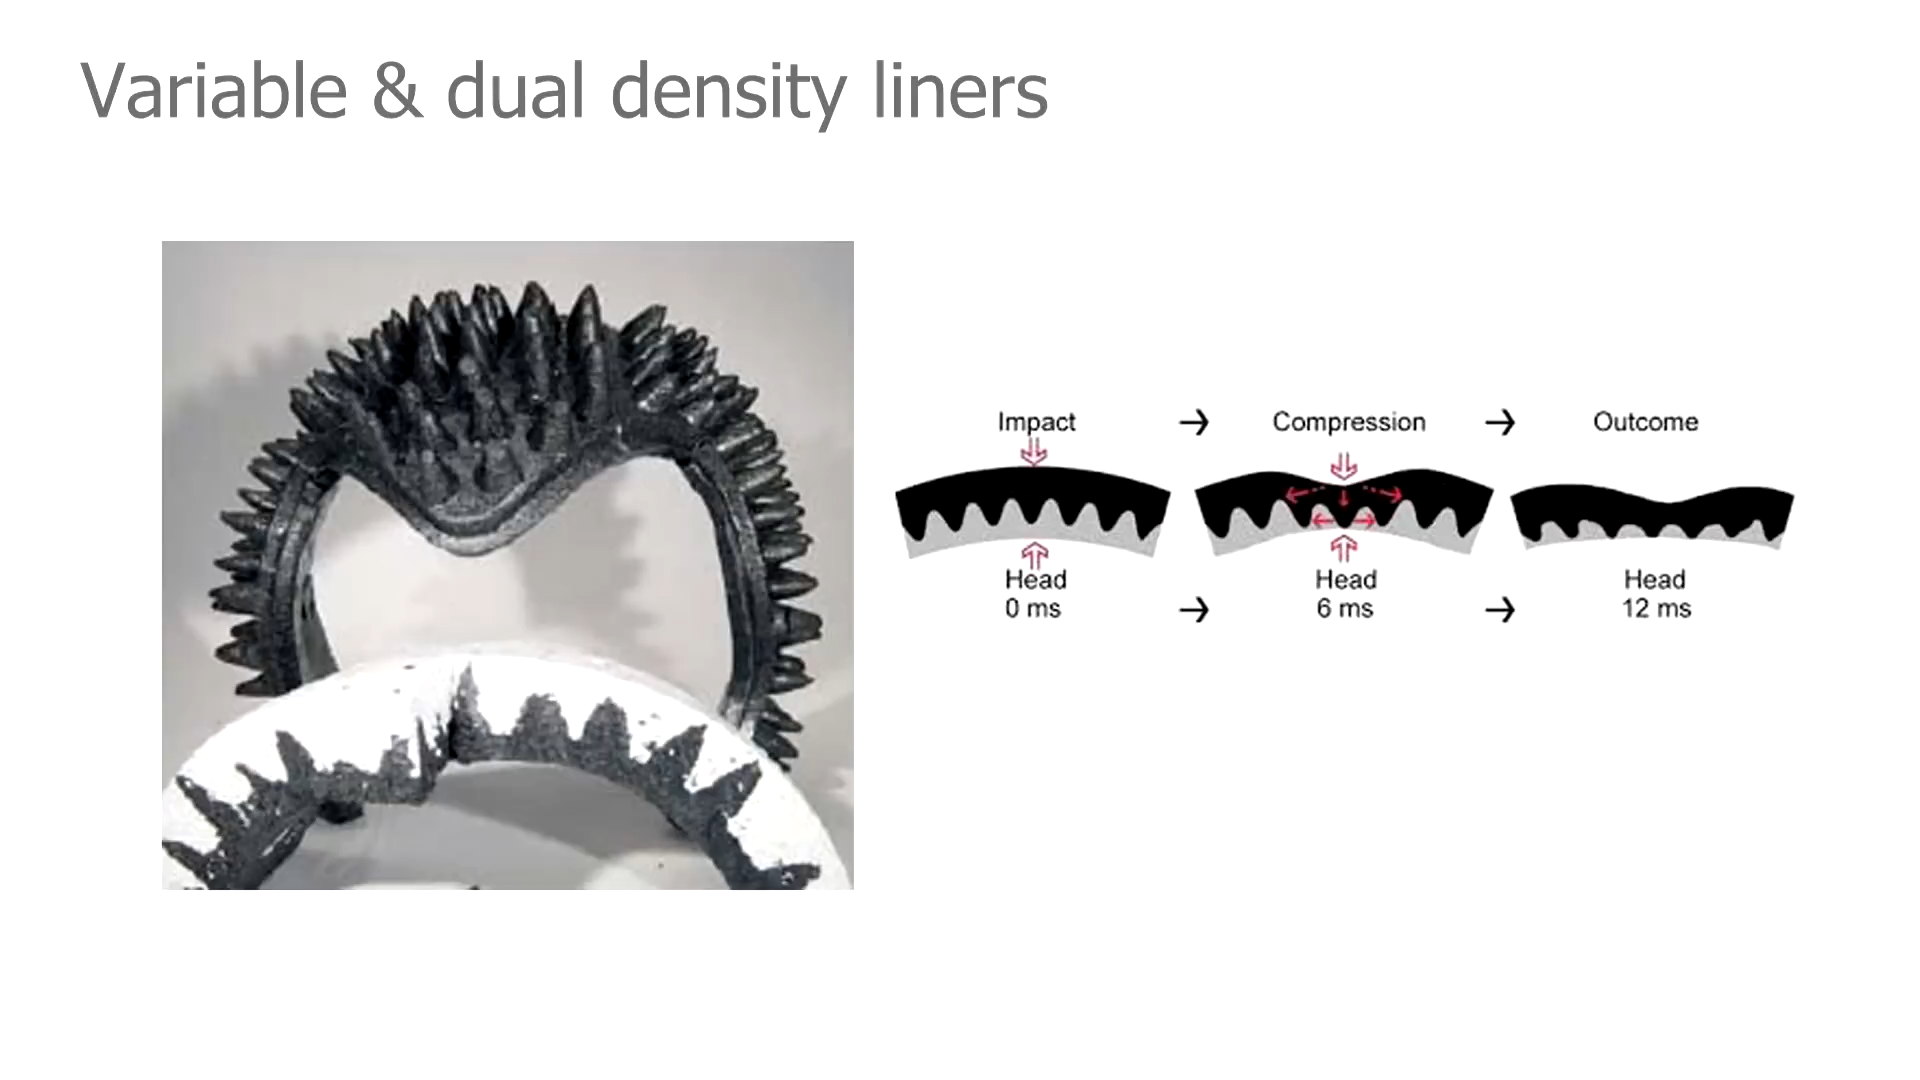 Variable & dual density liners
Impact → Compression → Outcome
Head Head Head
0 ms → 6 ms → 12 ms